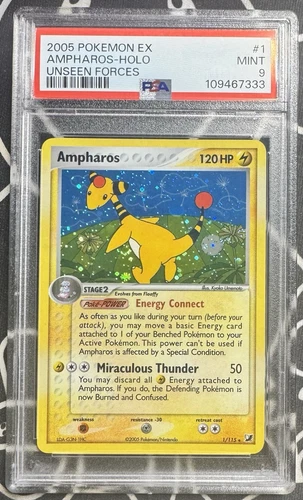 2005 POKEMON EX #1
AMPHAROS-HOLO MINT
UNSEEN FORCES 9
PSA 109467333
Ampharos 120 HP
Illus. Kyoko Umemoto
STAGE 2 Evolves from Flaaffy
Poké-POWER Energy Connect
As often as you like during your turn (before your
attack), you may move a basic Energy card
attached to 1 of your Benched Pokémon to your
Active Pokémon. This power can't be used if
Ampharos is affected by a Special Condition.
Miraculous Thunder 50
You may discard all Energy attached to
Ampharos. If you do, the Defending Pokémon is
now Burned and Confused.
weakness resistance -30 retreat cost
©2005 Pokémon/Nintendo 1/115